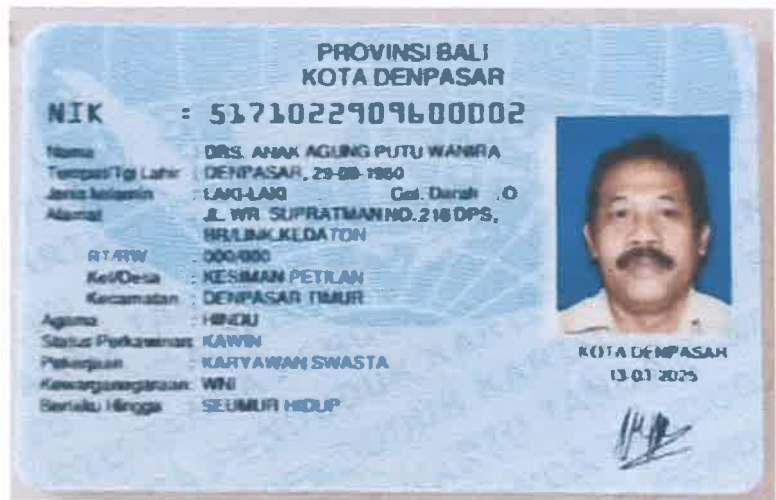 PROVINSI BALI
KOTA DENPASAR
NIK : 5171022909600002
Nama : DRS. ANAK AGUNG PUTU WANIRA
Tempat/Tgl Lahir : DENPASAR, 29-09-1960
Jenis kelamin : LAKI-LAKI Gol. Darah : O
Alamat : JL. WR. SUPRATMAN NO. 218 DPS,
BR/LINK.KEDATON
RT/RW : 000/000
Kel/Desa : KESIMAN PETILAN
Kecamatan : DENPASAR TIMUR
Agama : HINDU
Status Perkawinan: KAWIN
Pekerjaan : KARYAWAN SWASTA
Kewarganegaraan: WNI
Berlaku Hingga : SEUMUR HIDUP
KOTA DENPASAR
13-01-2025